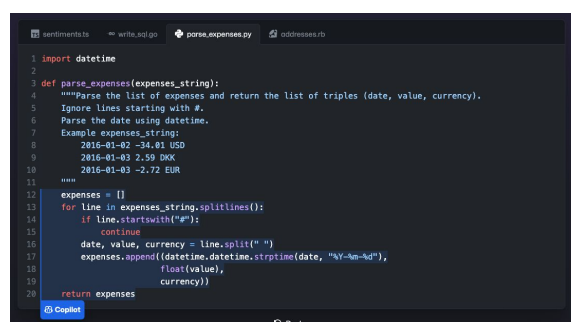 sentiments.ts write_sql.go parse_expenses.py addresses.rb
1 import datetime
2
3 def parse_expenses(expenses_string):
4     """Parse the list of expenses and return the list of triples (date, value, currency).
5     Ignore lines starting with #.
6     Parse the date using datetime.
7     Example expenses_string:
8         2016-01-02 -34.01 USD
9         2016-01-03 2.59 DKK
10         2016-01-03 -2.72 EUR
11     """
12     expenses = []
13     for line in expenses_string.splitlines():
14         if line.startswith("#"):
15             continue
16         date, value, currency = line.split(" ")
17         expenses.append((datetime.datetime.strptime(date, "%Y-%m-%d"),
18                         float(value),
19                         currency))
20     return expenses
Copilot